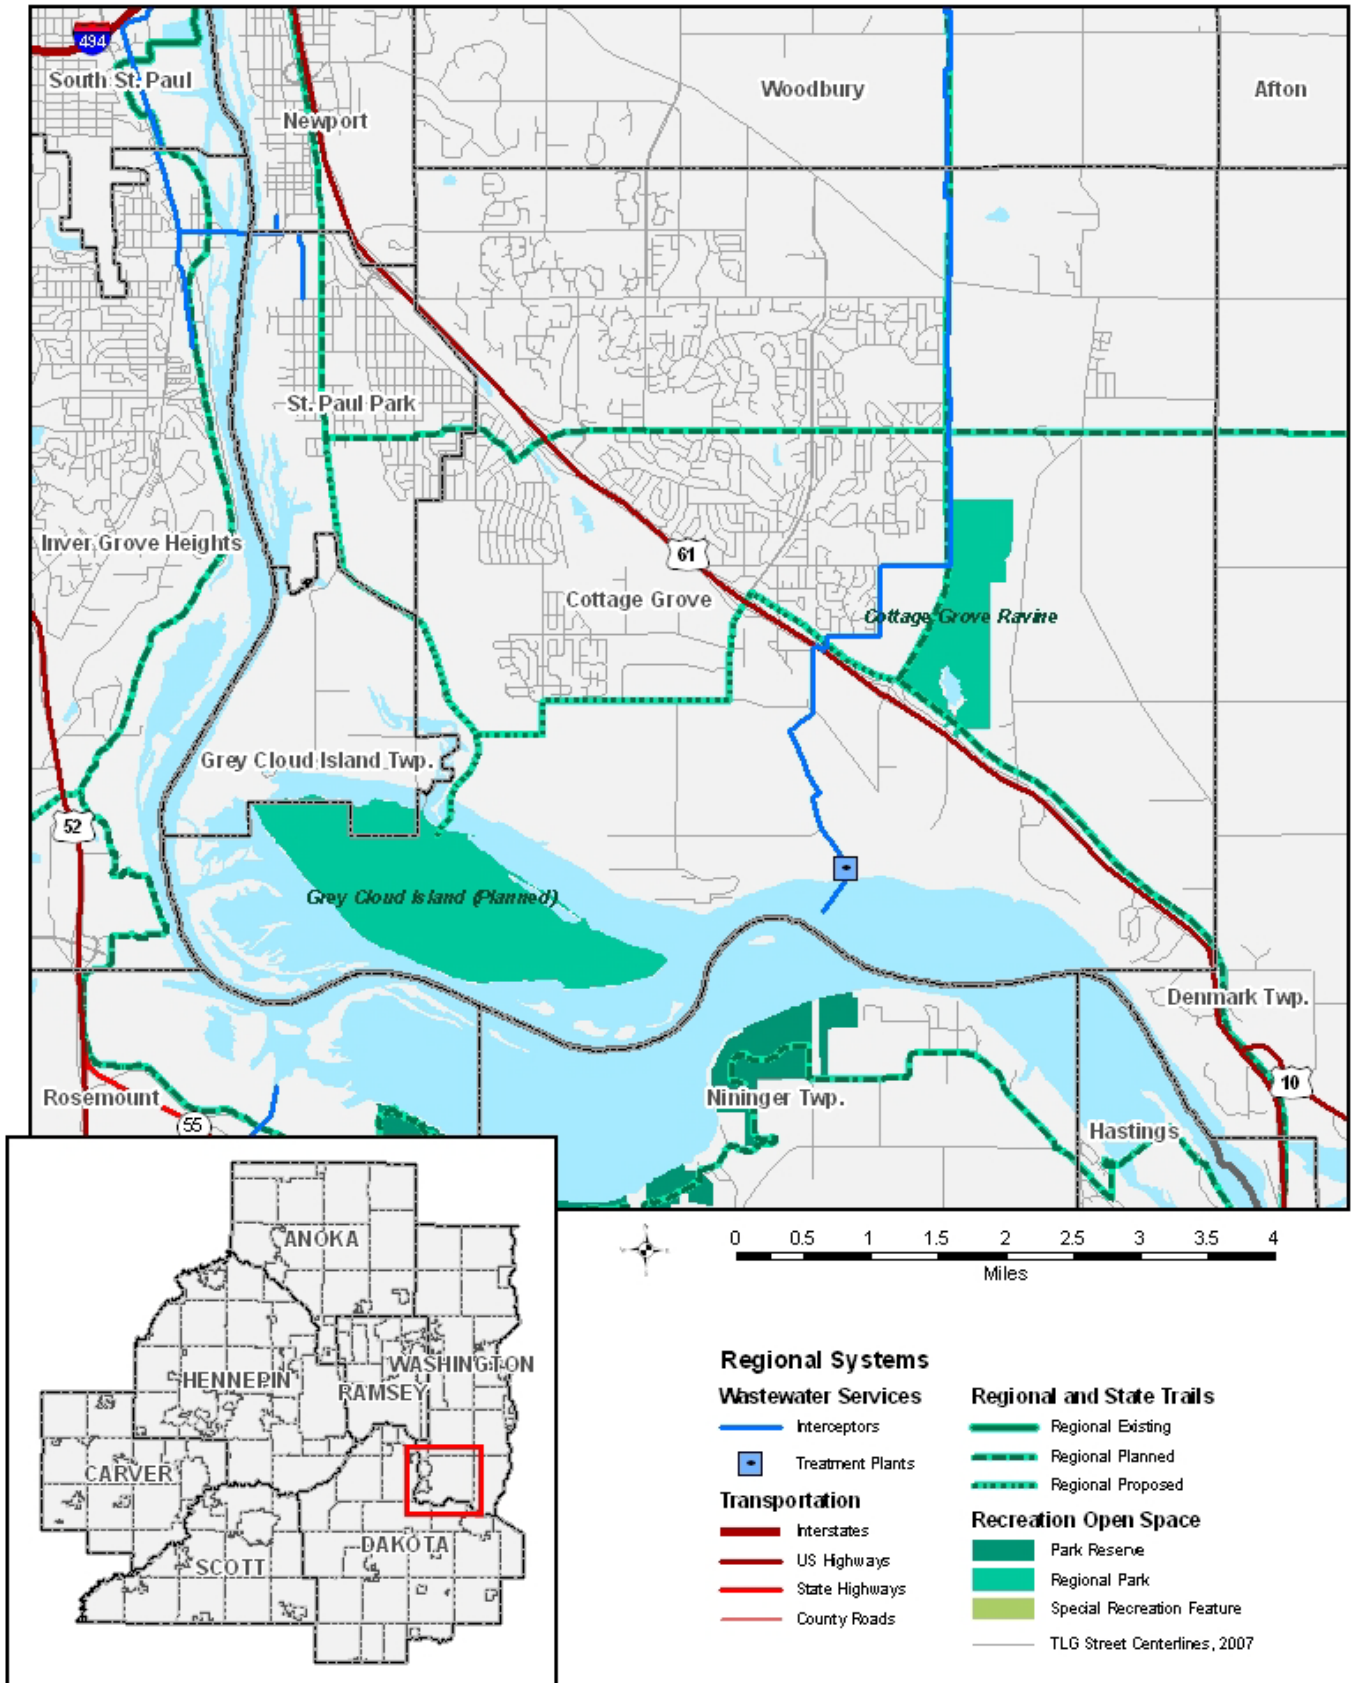 494
South St. Paul
Newport
Woodbury
Afton
St. Paul Park
Inver Grove Heights
61
Cottage Grove
Cottage Grove Ravine
Grey Cloud Island Twp.
52
Grey Cloud Island (Planned)
Denmark Twp.
10
Rosemount
55
Nininger Twp.
Hastings
ANOKA
HENNEPIN
RAMSEY
WASHINGTON
CARVER
SCOTT
DAKOTA
0 0.5 1 1.5 2 2.5 3 3.5 4
Miles
Regional Systems
Wastewater Services
Interceptors
Treatment Plants
Transportation
Interstates
US Highways
State Highways
County Roads
Regional and State Trails
Regional Existing
Regional Planned
Regional Proposed
Recreation Open Space
Park Reserve
Regional Park
Special Recreation Feature
TLG Street Centerlines, 2007